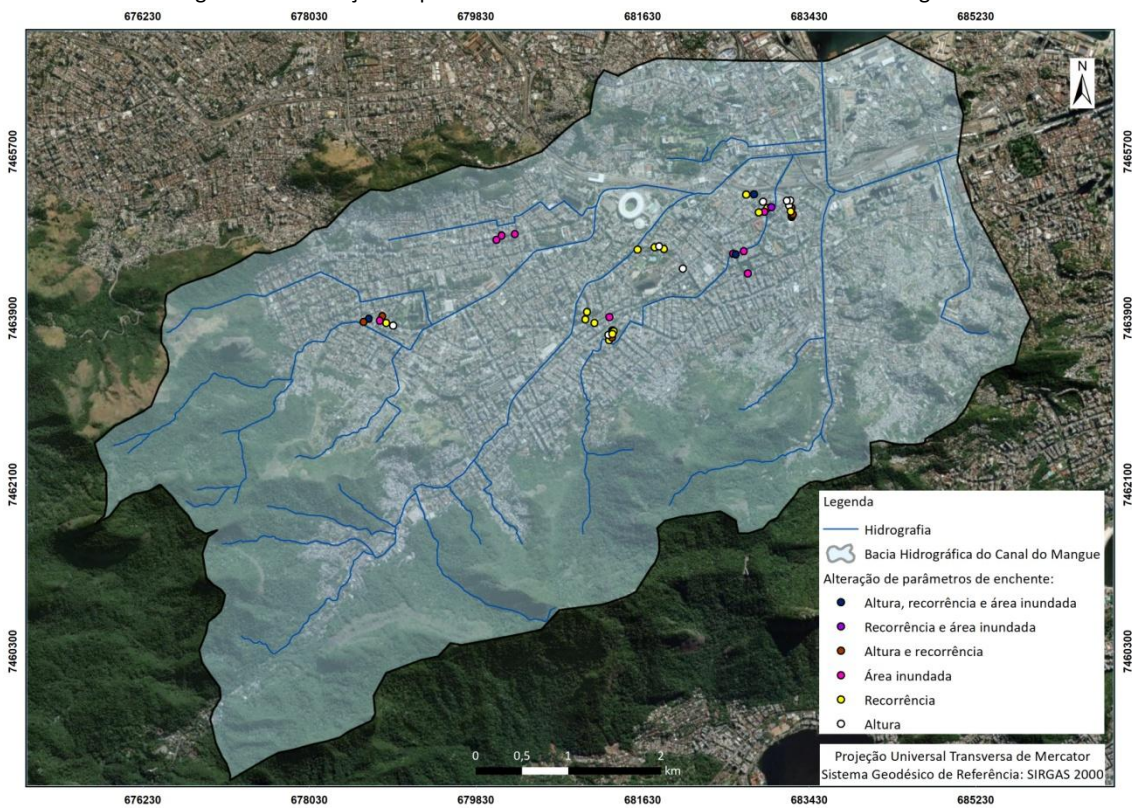 676230 678030 679830 681630 683430 685230
N
7465700 7465700
7463900 7463900
7462100 7462100
7460300 7460300
Legenda
Hidrografia
Bacia Hidrográfica do Canal do Mangue
Alteração de parâmetros de enchente:
Altura, recorrência e área inundada
Recorrência e área inundada
Altura e recorrência
Área inundada
Recorrência
Altura
0 0,5 1 2
km
Projeção Universal Transversa de Mercator
Sistema Geodésico de Referência: SIRGAS 2000
676230 678030 679830 681630 683430 685230